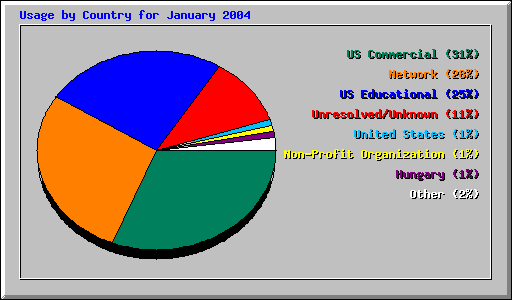 Usage by Country for January 2004
US Commercial (31%)
Network (28%)
US Educational (25%)
Unresolved/Unknown (11%)
United States (1%)
Non-Profit Organization (1%)
Hungary (1%)
Other (2%)